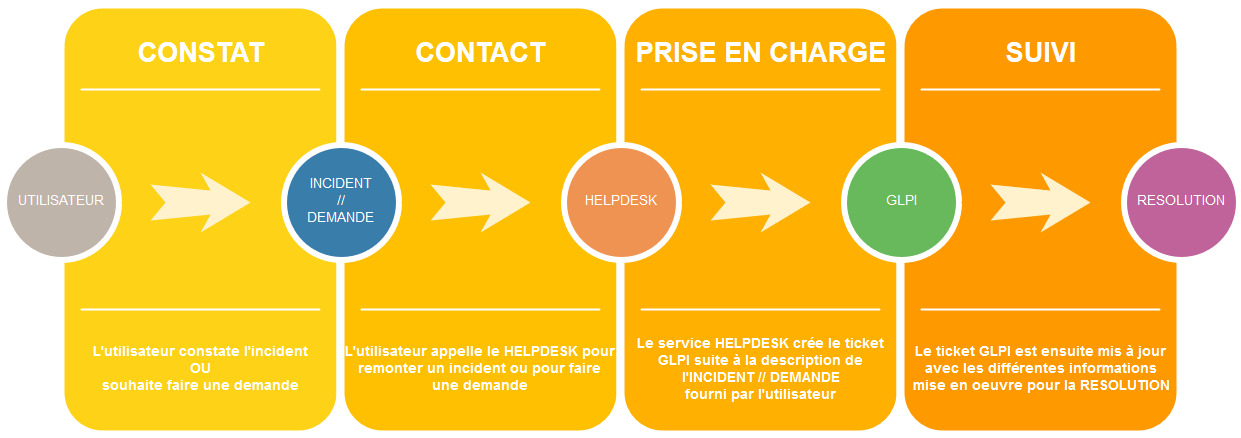 CONSTAT
CONTACT
PRISE EN CHARGE
SUIVI
UTILISATEUR
INCIDENT
//
DEMANDE
HELPDESK
GLPI
RESOLUTION
L'utilisateur constate l'incident
OU
souhaite faire une demande
L'utilisateur appelle le HELPDESK pour
remonter un incident ou pour faire
une demande
Le service HELPDESK crée le ticket
GLPI suite à la description de
l'INCIDENT // DEMANDE
fourni par l'utilisateur
Le ticket GLPI est ensuite mis à jour
avec les différentes informations
mise en oeuvre pour la RESOLUTION